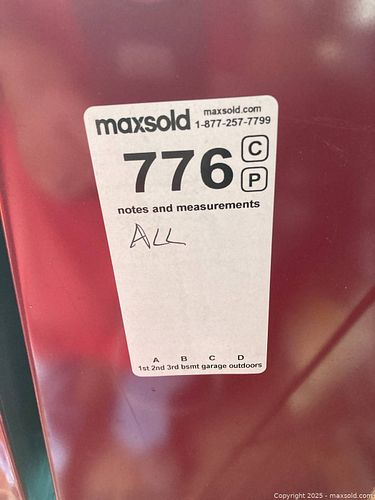 maxsold maxsold.com
1-877-257-7799
776 C
P
notes and measurements
ALL
A B C D
1st 2nd 3rd bsmt garage outdoors
Copyright 2025 - maxsold.com